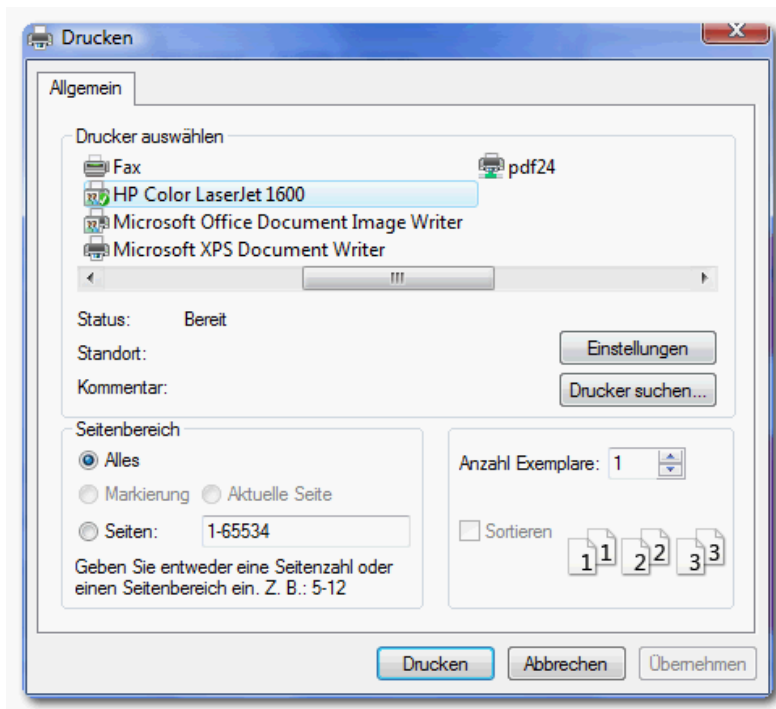 Drucken
Allgemein
Drucker auswählen
Fax
pdf24
HP Color LaserJet 1600
Microsoft Office Document Image Writer
Microsoft XPS Document Writer
Status: Bereit
Standort:
Einstellungen
Kommentar:
Drucker suchen...
Seitenbereich
Alles
Markierung Aktuelle Seite
Seiten: 1-65534
Geben Sie entweder eine Seitenzahl oder
einen Seitenbereich ein. Z. B.: 5-12
Anzahl Exemplare: 1
Sortieren
1 1 2 2 3 3
Drucken Abbrechen Übernehmen